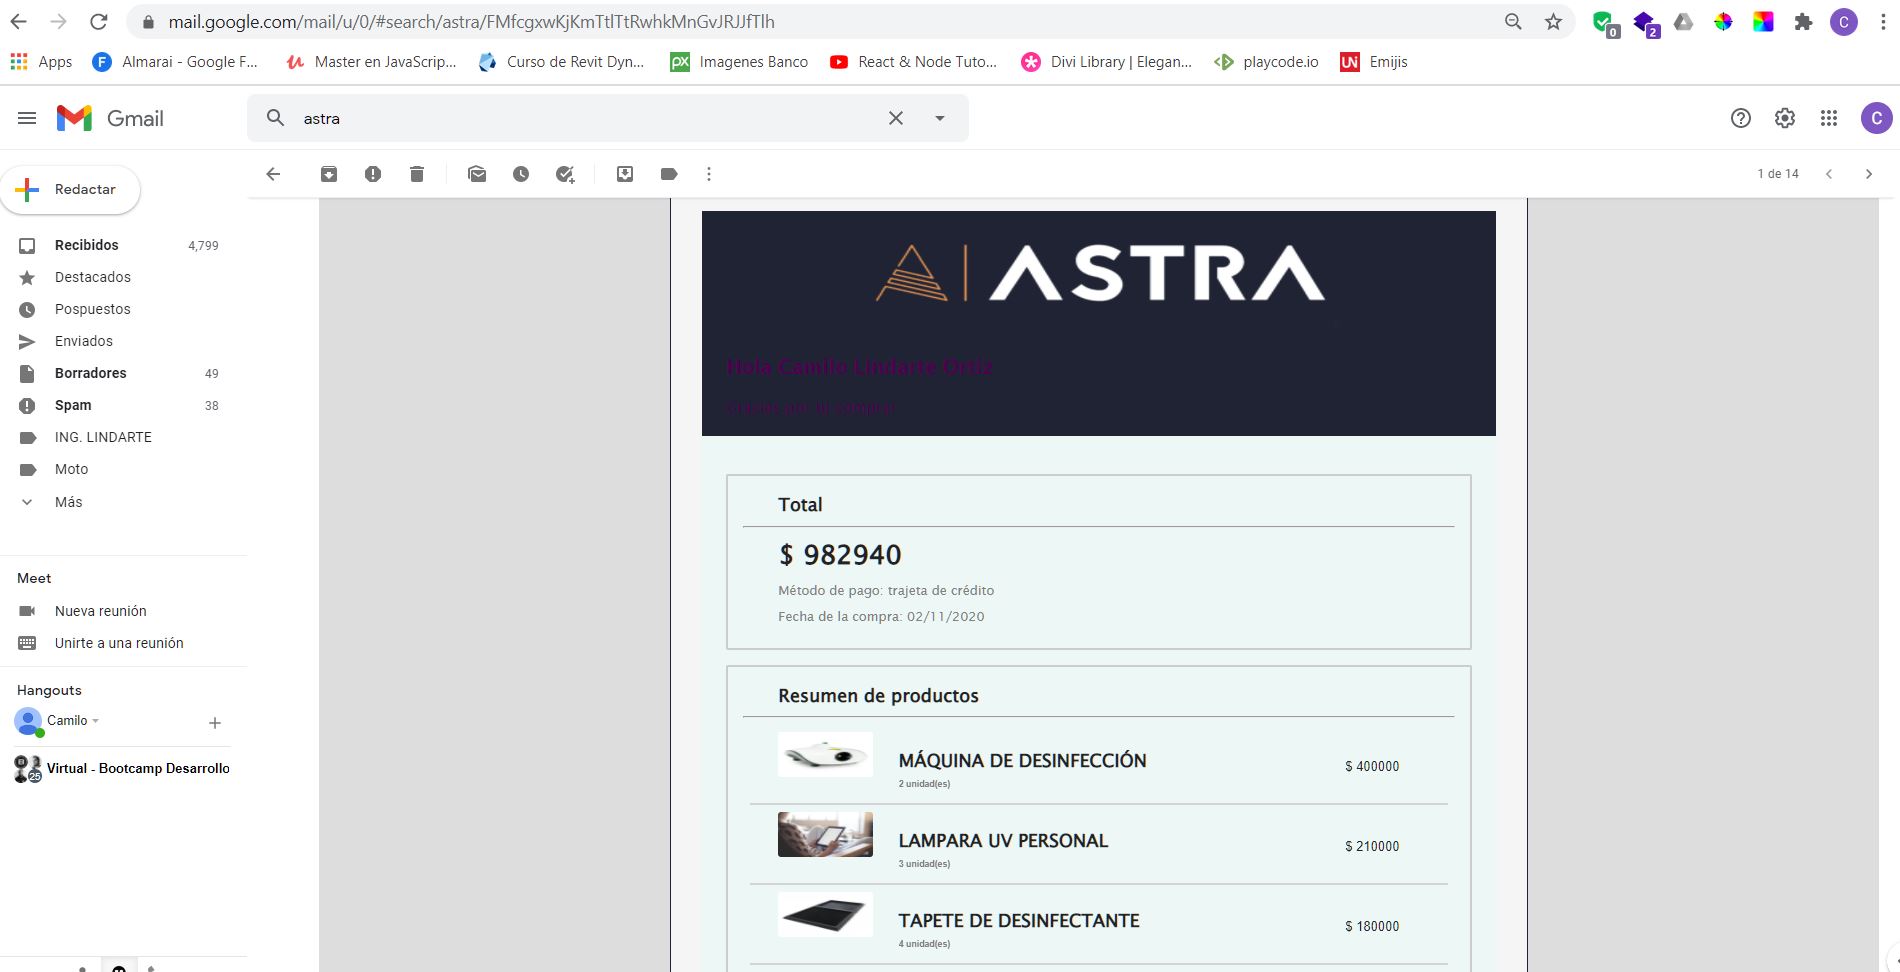 mail.google.com/mail/u/0/#search/astra/FMfcgxwKjKmTtlTtRwhkMnGvJRJJfTlh
0
2
C
Apps
Almarai - Google F...
Master en JavaScrip...
Curso de Revit Dyn...
Imagenes Banco
React & Node Tuto...
Divi Library | Elegan...
playcode.io
Emijis
Gmail
astra
C
Redactar
1 de 14
Recibidos 4,799
Destacados
Pospuestos
Enviados
Borradores 49
Spam 38
ING. LINDARTE
Moto
Más
Meet
Nueva reunión
Unirte a una reunión
Hangouts
Camilo
25
Virtual - Bootcamp Desarrollo
ASTRA
Hola Camilo Lindarte Ortiz
Gracias por tu compra!
Total
$ 982940
Método de pago: trajeta de crédito
Fecha de la compra: 02/11/2020
Resumen de productos
MÁQUINA DE DESINFECCIÓN
2 unidad(es)
$ 400000
LAMPARA UV PERSONAL
3 unidad(es)
$ 210000
TAPETE DE DESINFECTANTE
4 unidad(es)
$ 180000